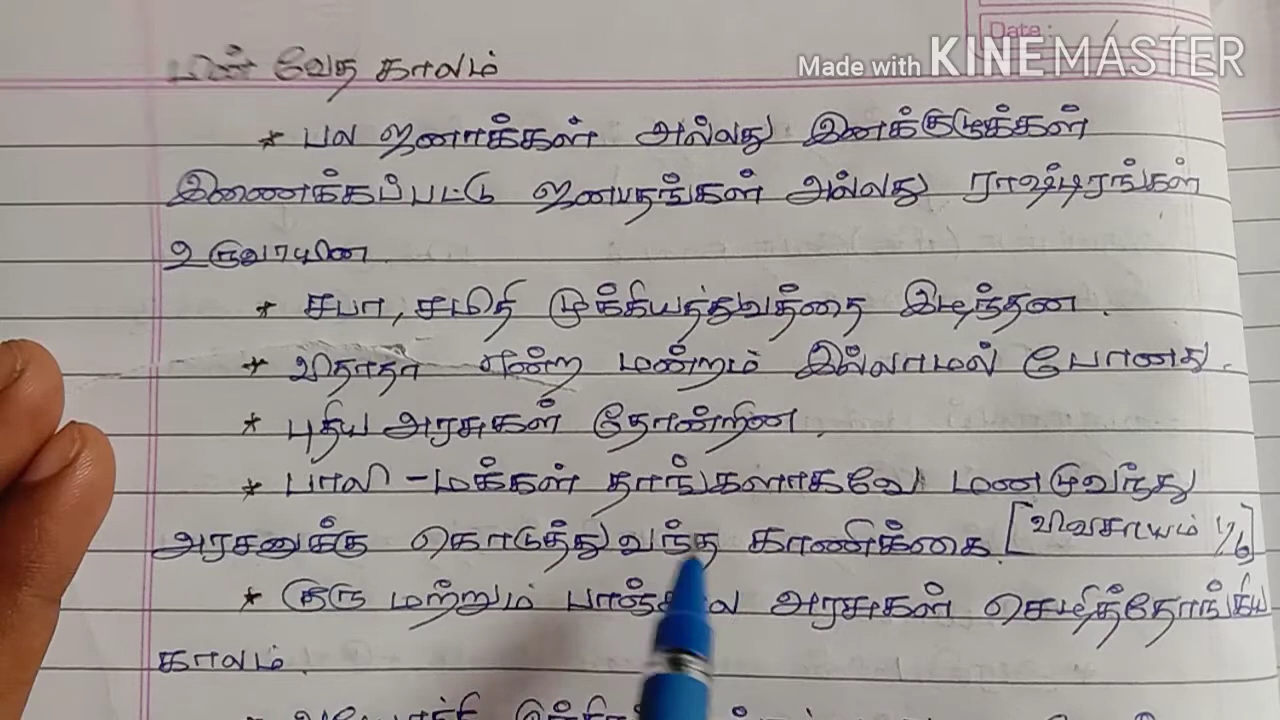 Date : / /
Made with KINEMASTER
பின் வேத காலம்
* பல ஜனாக்கள் அல்லது இனக்குழுக்கள்
இணைக்கப்பட்டு ஜனபதங்கள் அல்லது ராஷ்டிரங்கள்
உருவாயின
* சபா, சமிதி முக்கியத்துவத்தை இழந்தன.
* விதாதா என்ற மன்றம் இல்லாமல் போனது.
* புதிய அரசுகள் தோன்றின.
* பாலி - மக்கள் தாங்களாகவே மனமுவந்து
அரசனுக்கு கொடுத்து வந்த காணிக்கை. [விவசாயம் 1/6]
* குரு மற்றும் அரசுகள் செழித்தோங்கிய
காலம்.